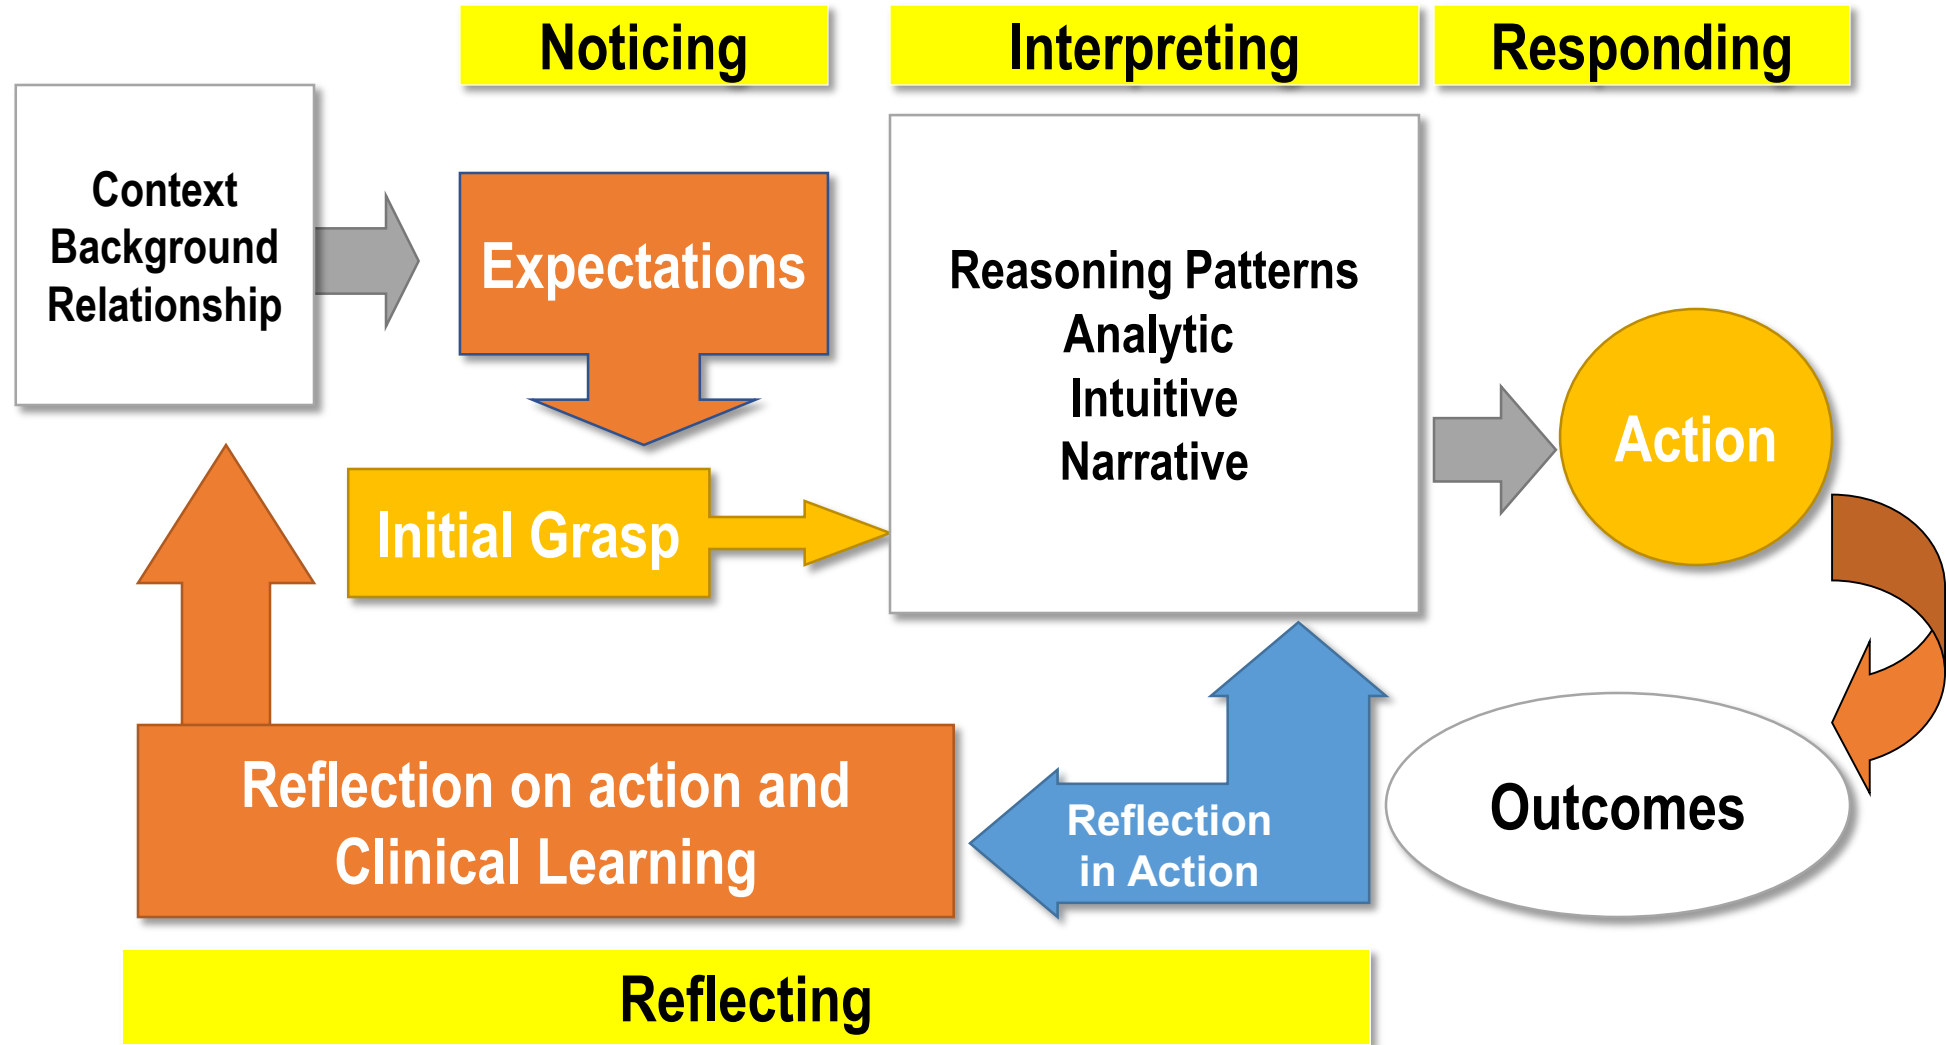 Noticing
Interpreting
Responding
Context
Background
Relationship
Expectations
Initial Grasp
Reasoning Patterns
Analytic
Intuitive
Narrative
Action
Reflection on action and
Clinical Learning
Reflection
in Action
Outcomes
Reflecting